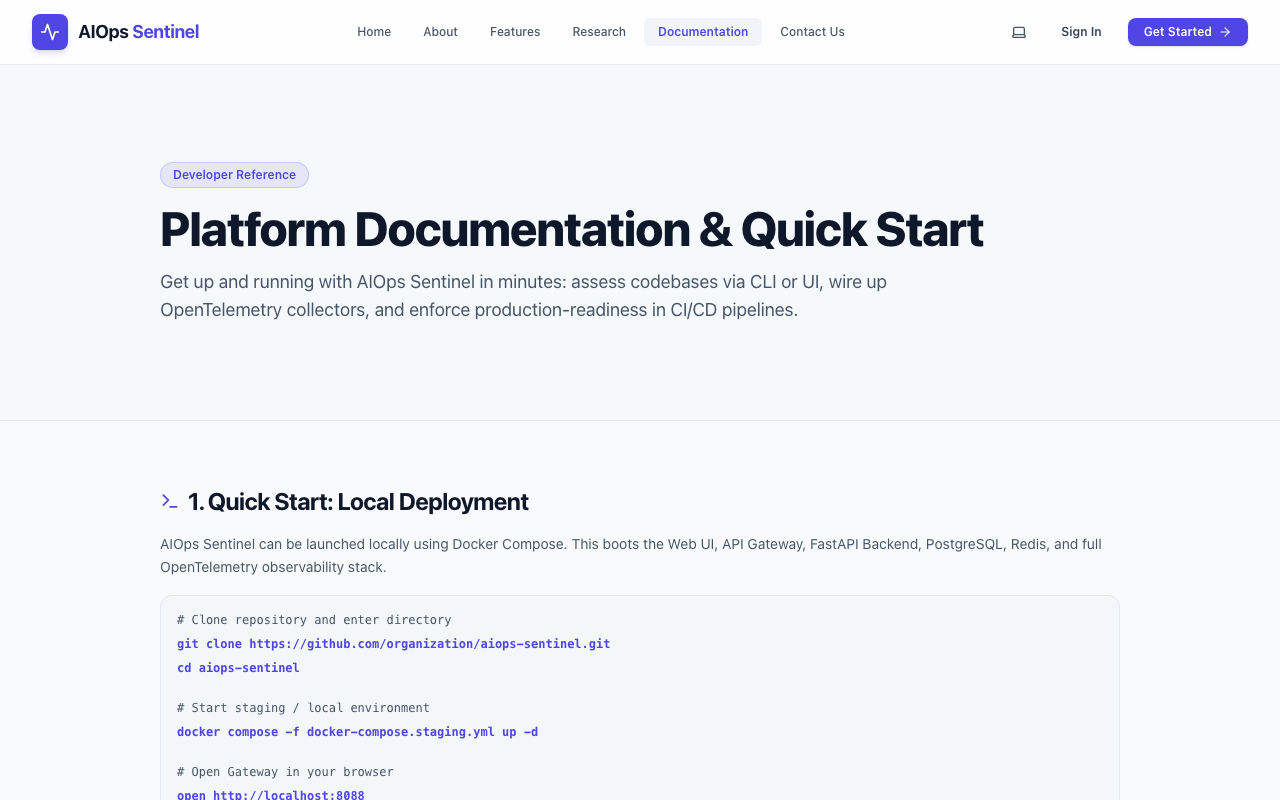 AIOps Sentinel
Home
About
Features
Research
Documentation
Contact Us
Sign In
Get Started
Developer Reference
Platform Documentation & Quick Start
Get up and running with AIOps Sentinel in minutes: assess codebases via CLI or UI, wire up
OpenTelemetry collectors, and enforce production-readiness in CI/CD pipelines.
1. Quick Start: Local Deployment
AIOps Sentinel can be launched locally using Docker Compose. This boots the Web UI, API Gateway, FastAPI Backend, PostgreSQL, Redis, and full
OpenTelemetry observability stack.
# Clone repository and enter directory
git clone https://github.com/organization/aiops-sentinel.git
cd aiops-sentinel
# Start staging / local environment
docker compose -f docker-compose.staging.yml up -d
# Open Gateway in your browser
open http://localhost:8088